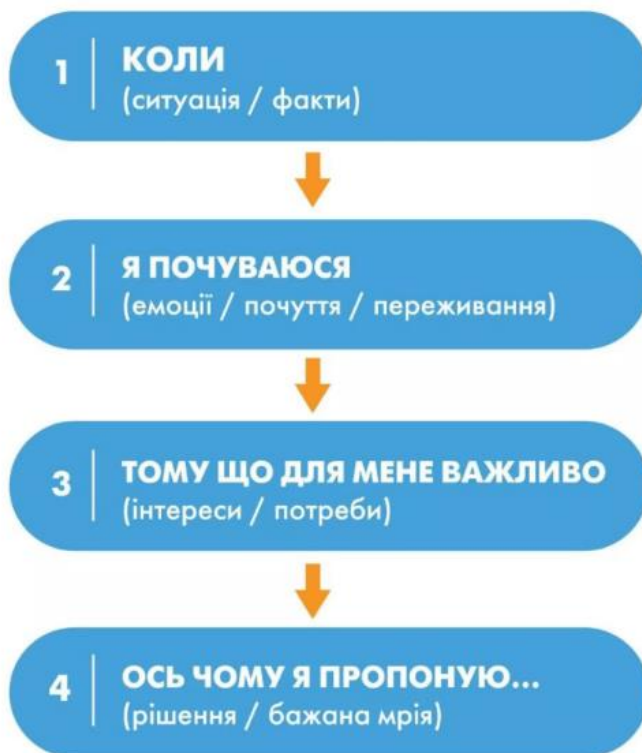 1
КОЛИ
(ситуація / факти)
2
Я ПОЧУВАЮСЯ
(емоції / почуття / переживання)
3
ТОМУ ЩО ДЛЯ МЕНЕ ВАЖЛИВО
(інтереси / потреби)
4
ОСЬ ЧОМУ Я ПРОПОНУЮ...
(рішення / бажана мрія)